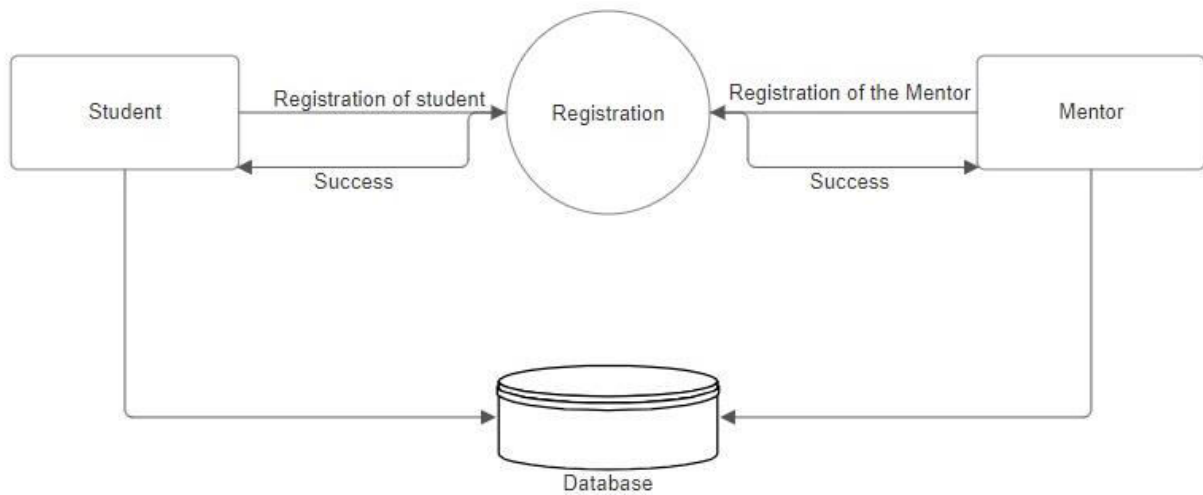 Student
Registration of student
Success
Registration
Registration of the Mentor
Success
Mentor
Database